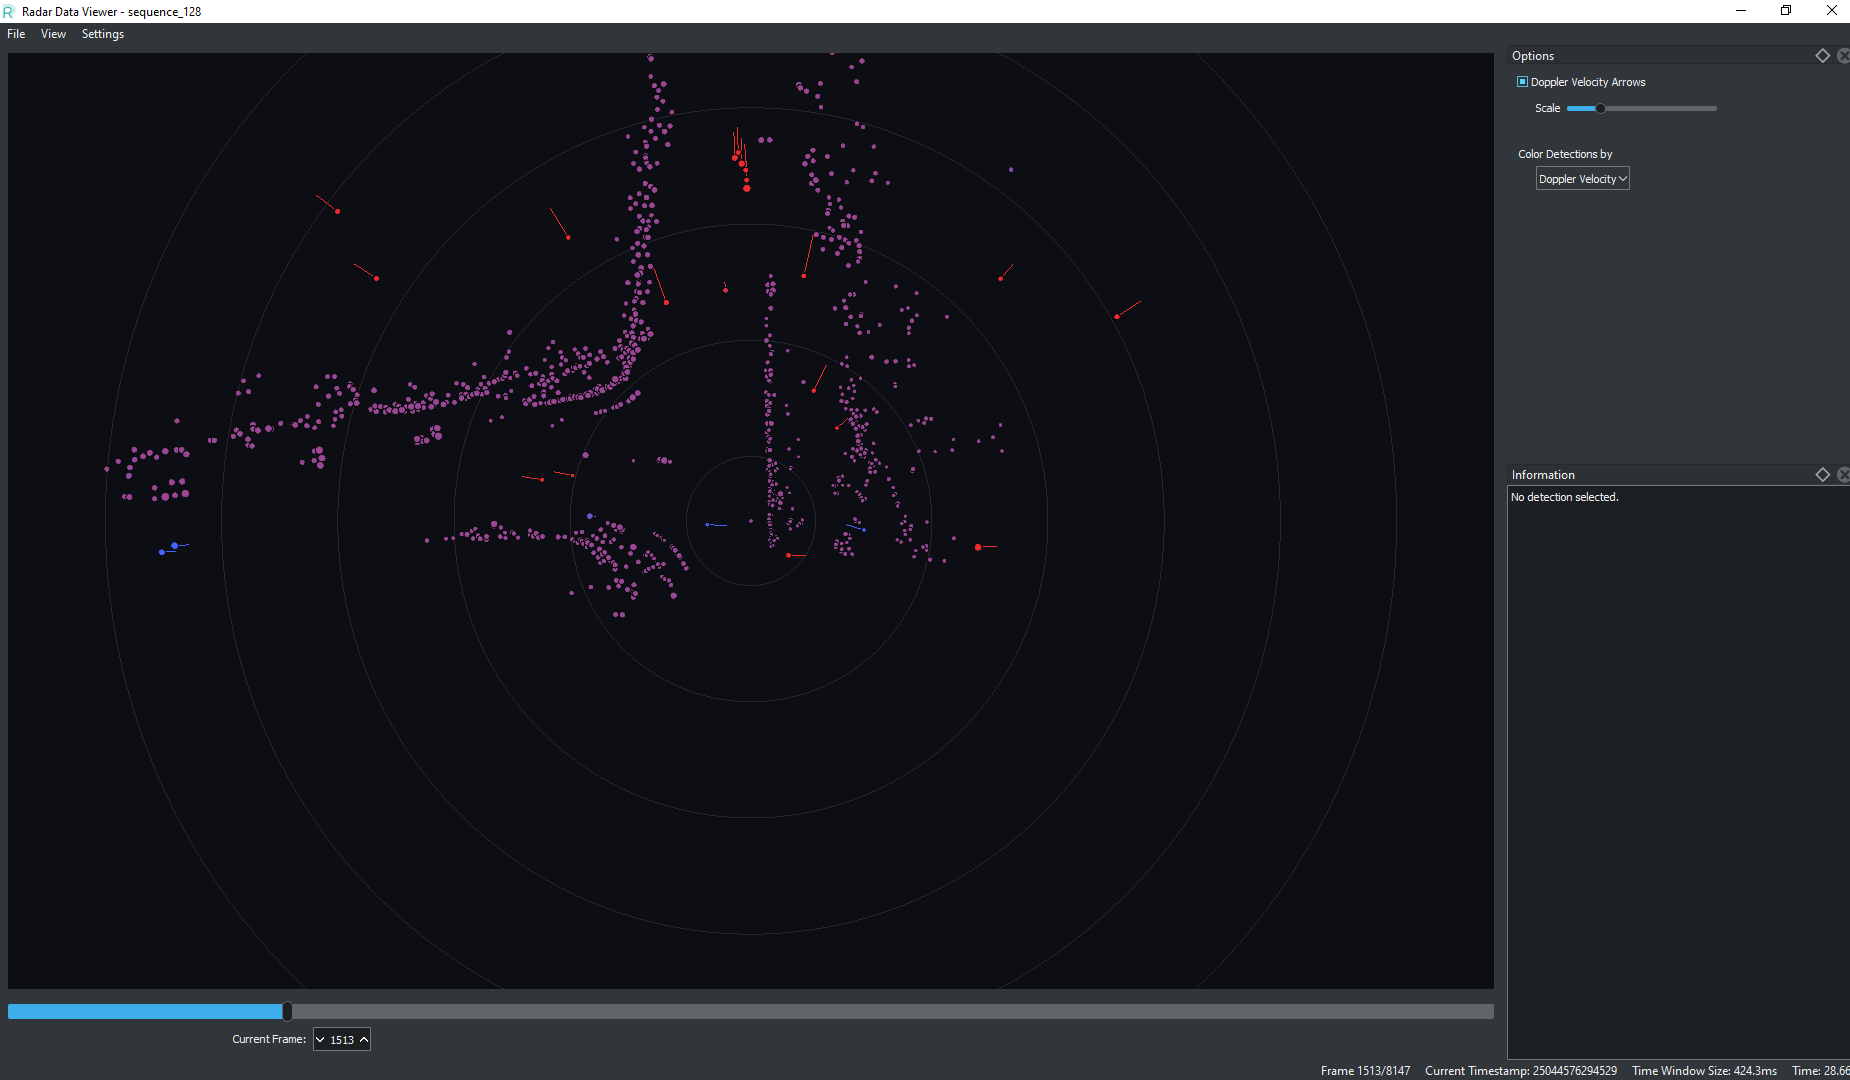 Radar Data Viewer - sequence_128
File View Settings
Options
Doppler Velocity Arrows
Scale
Color Detections by
Doppler Velocity
Information
No detection selected.
Current Frame: 1513
Frame 1513/8147 Current Timestamp: 25044576294529 Time Window Size: 424.3ms Time: 28.66